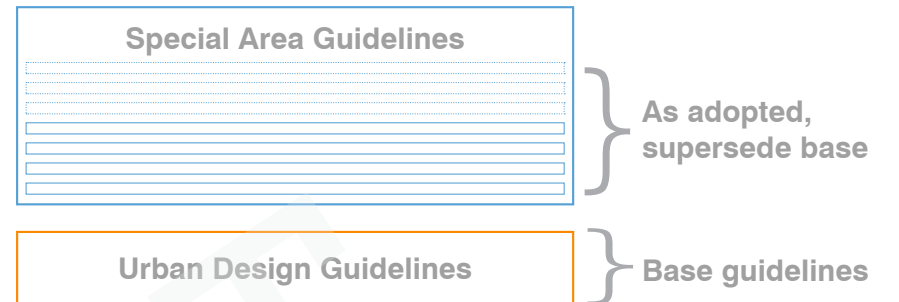 Special Area Guidelines
As adopted,
supersede base
Urban Design Guidelines
Base guidelines